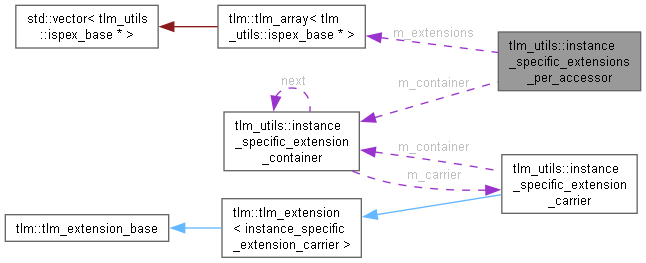 std::vector< tlm_utils
::ispex_base * >
tlm::tlm_array< tlm
_utils::ispex_base * >
m_extensions
tlm_utils::instance
_specific_extensions
_per_accessor
m_container
next
tlm_utils::instance
_specific_extension
_container
m_container
m_carrier
tlm_utils::instance
_specific_extension
_carrier
tlm::tlm_extension_base
tlm::tlm_extension
< instance_specific
_extension_carrier >